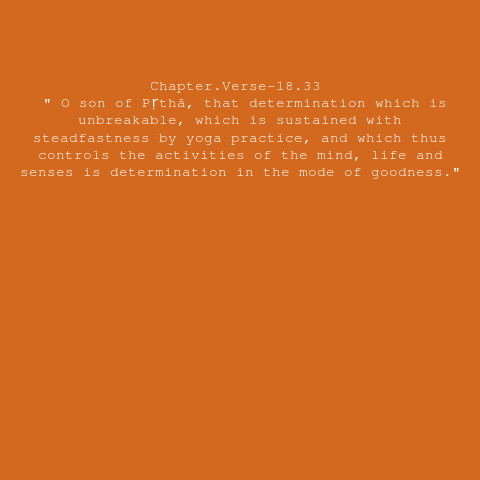 Chapter.Verse-18.33
" O son of Pṛthā, that determination which is
unbreakable, which is sustained with
steadfastness by yoga practice, and which thus
controls the activities of the mind, life and
senses is determination in the mode of goodness."